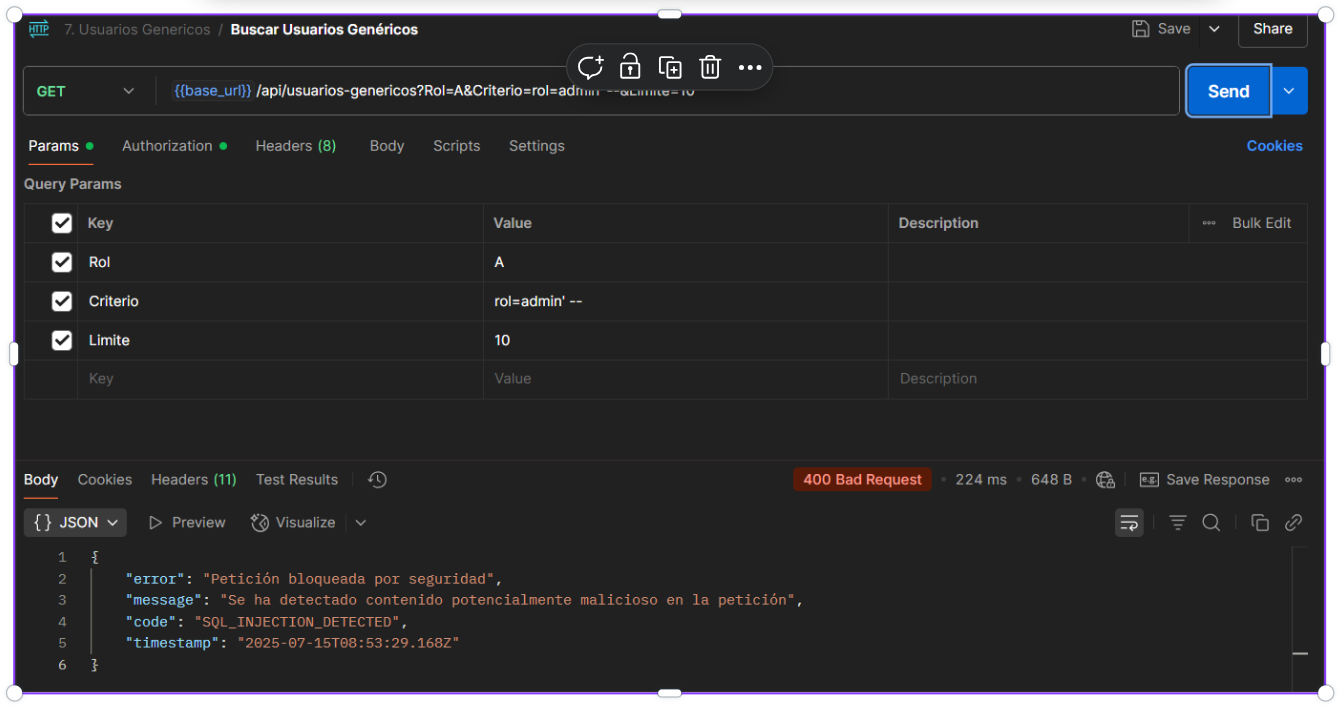 HTTP 7. Usuarios Genericos / Buscar Usuarios Genéricos Save Share
GET {{base_url}} /api/usuarios-genericos?Rol=A&Criterio=rol=admin' --&Limite=10 Send
Params Authorization Headers (8) Body Scripts Settings Cookies
Query Params
Key Value Description Bulk Edit
Rol A
Criterio rol=admin' --
Limite 10
Key Value Description
Body Cookies Headers (11) Test Results 400 Bad Request 224 ms 648 B e.g. Save Response
{} JSON Preview Visualize
1 {
2 "error": "Petición bloqueada por seguridad",
3 "message": "Se ha detectado contenido potencialmente malicioso en la petición",
4 "code": "SQL_INJECTION_DETECTED",
5 "timestamp": "2025-07-15T08:53:29.168Z"
6 }